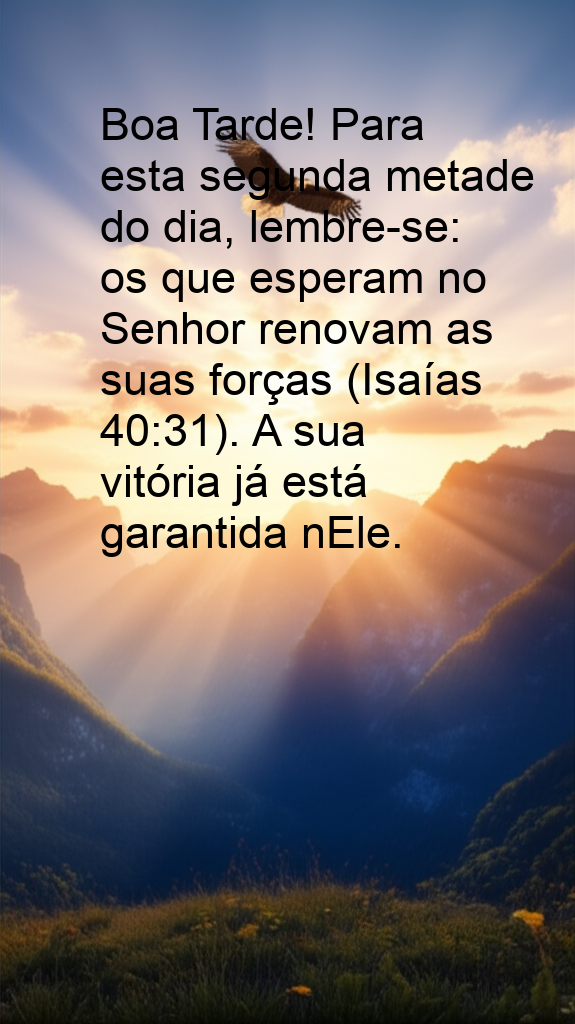 Boa Tarde! Para
esta segunda metade
do dia, lembre-se:
os que esperam no
Senhor renovam as
suas forças (Isaías
40:31). A sua
vitória já está
garantida nEle.